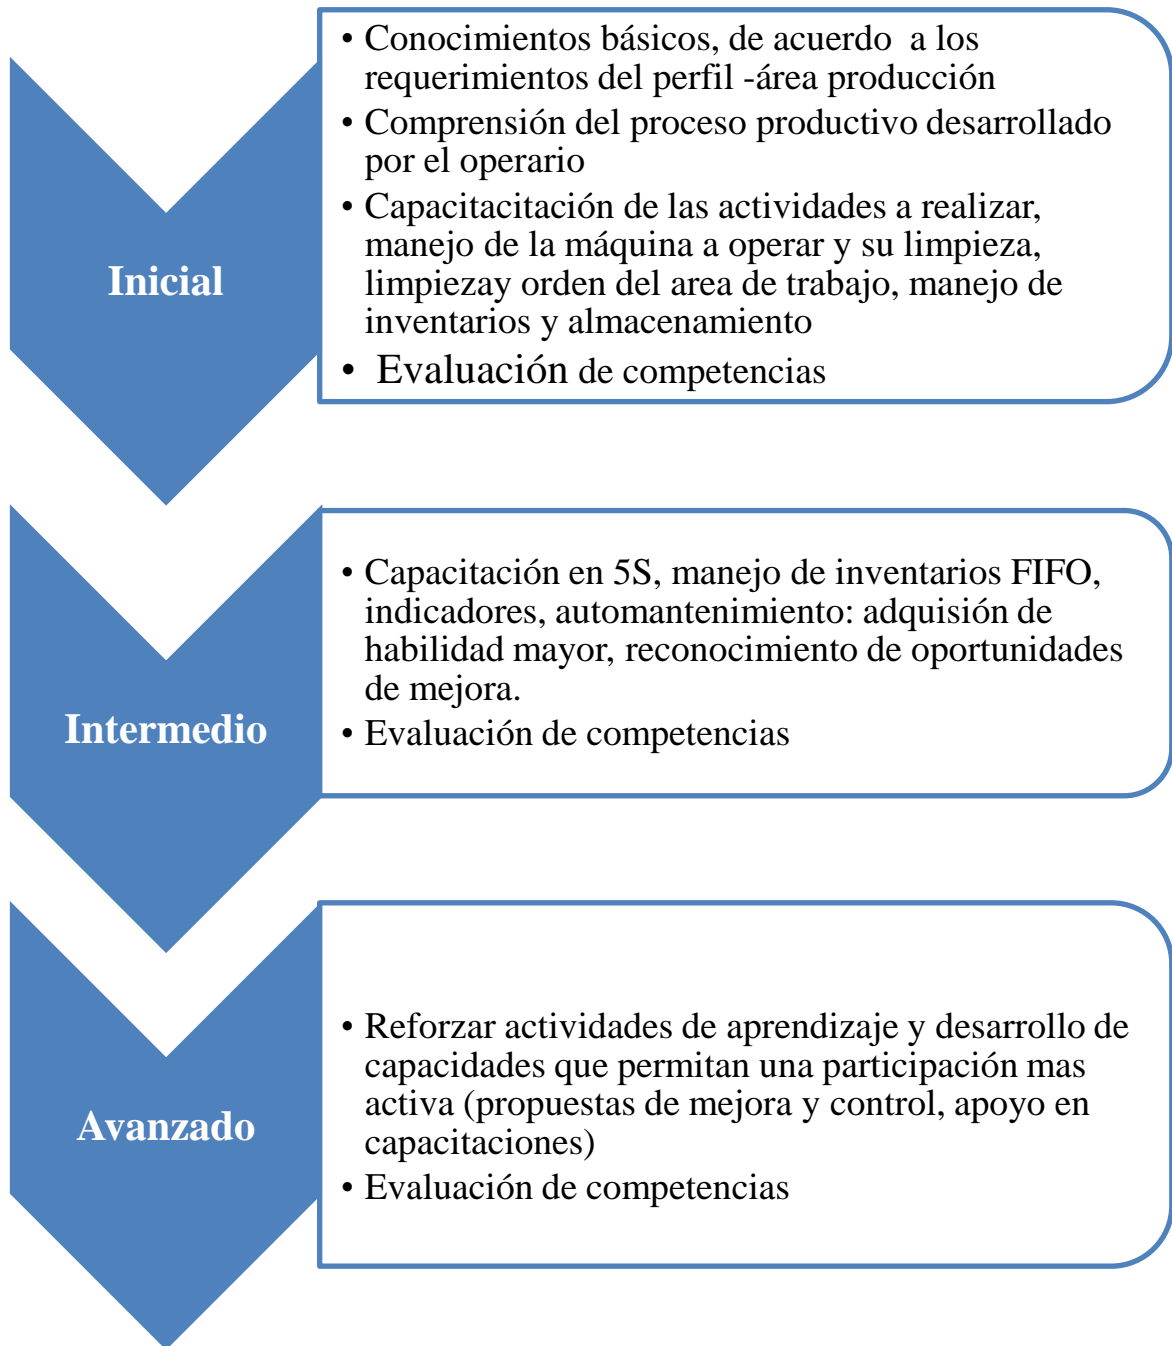 Inicial
• Conocimientos básicos, de acuerdo  a los
requerimientos del perfil -área producción
• Comprensión del proceso productivo desarrollado
por el operario
• Capacitacitación de las actividades a realizar,
manejo de la máquina a operar y su limpieza,
limpiezay orden del area de trabajo, manejo de
inventarios y almacenamiento
• Evaluación de competencias
Intermedio
• Capacitación en 5S, manejo de inventarios FIFO,
indicadores, automantenimiento: adquisión de
habilidad mayor, reconocimiento de oportunidades
de mejora.
• Evaluación de competencias
Avanzado
• Reforzar actividades de aprendizaje y desarrollo de
capacidades que permitan una participación mas
activa (propuestas de mejora y control, apoyo en
capacitaciones)
• Evaluación de competencias